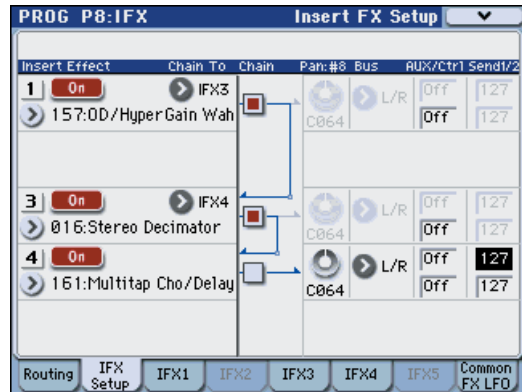 PROG P8:IFX Insert FX Setup
Insert Effect Chain To Chain Pan:#8 Bus AUX/Ctrl Send1/2
1 On IFX3 L/R Off 127
157:OD/HyperGain Wah C064 Off 127
3 On IFX4 L/R Off 127
016:Stereo Decimator C064 Off 127
4 On L/R Off 127
161:Multitap Cho/Delay C064 Off 127
Routing IFX Setup IFX1 IFX2 IFX3 IFX4 IFX5 Common FX LFO